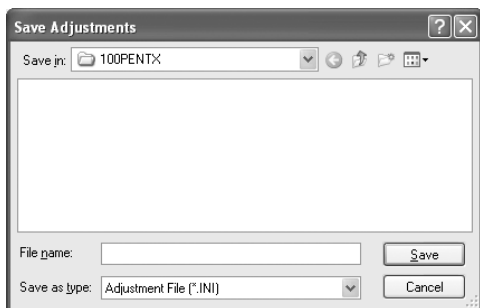 Save Adjustments
Save in: 100PENTX
File name: Save
Save as type: Adjustment File (*.INI) Cancel